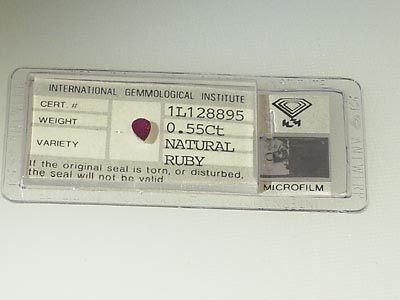 INTERNATIONAL GEMMOLOGICAL INSTITUTE
CERT. # 1L128895
WEIGHT 0.55Ct
VARIETY NATURAL
RUBY
If the original seal is torn, or disturbed,
the seal will not be valid
MICROFILM